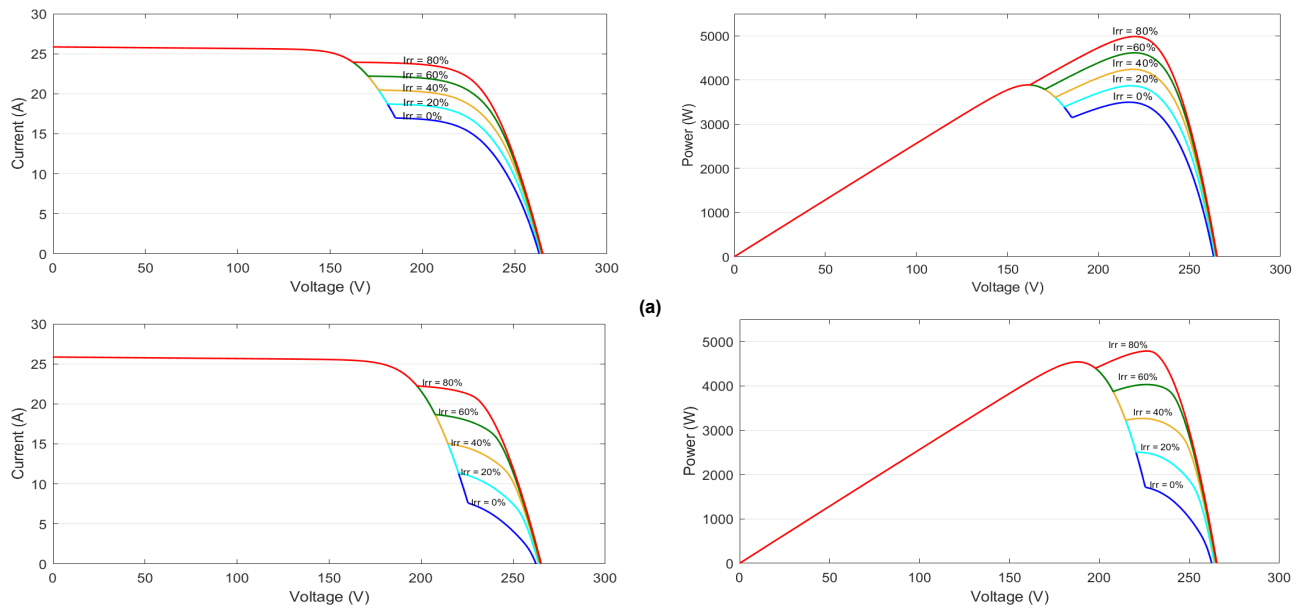 30
25
20
15
10
5
0
Current (A)
Irr = 80%
Irr = 60%
Irr = 40%
Irr = 20%
Irr = 0%
0 50 100 150 200 250 300
Voltage (V)
5000
4000
3000
2000
1000
0
Power (W)
Irr = 80%
Irr =60%
Irr = 40%
Irr = 20%
Irr = 0%
0 50 100 150 200 250 300
Voltage (V)
(a)
30
25
20
15
10
5
0
Current (A)
Irr = 80%
Irr = 60%
Irr = 40%
Irr = 20%
Irr = 0%
0 50 100 150 200 250 300
Voltage (V)
5000
4000
3000
2000
1000
0
Power (W)
Irr = 80%
Irr = 60%
Irr = 40%
Irr = 20%
Irr = 0%
0 50 100 150 200 250 300
Voltage (V)